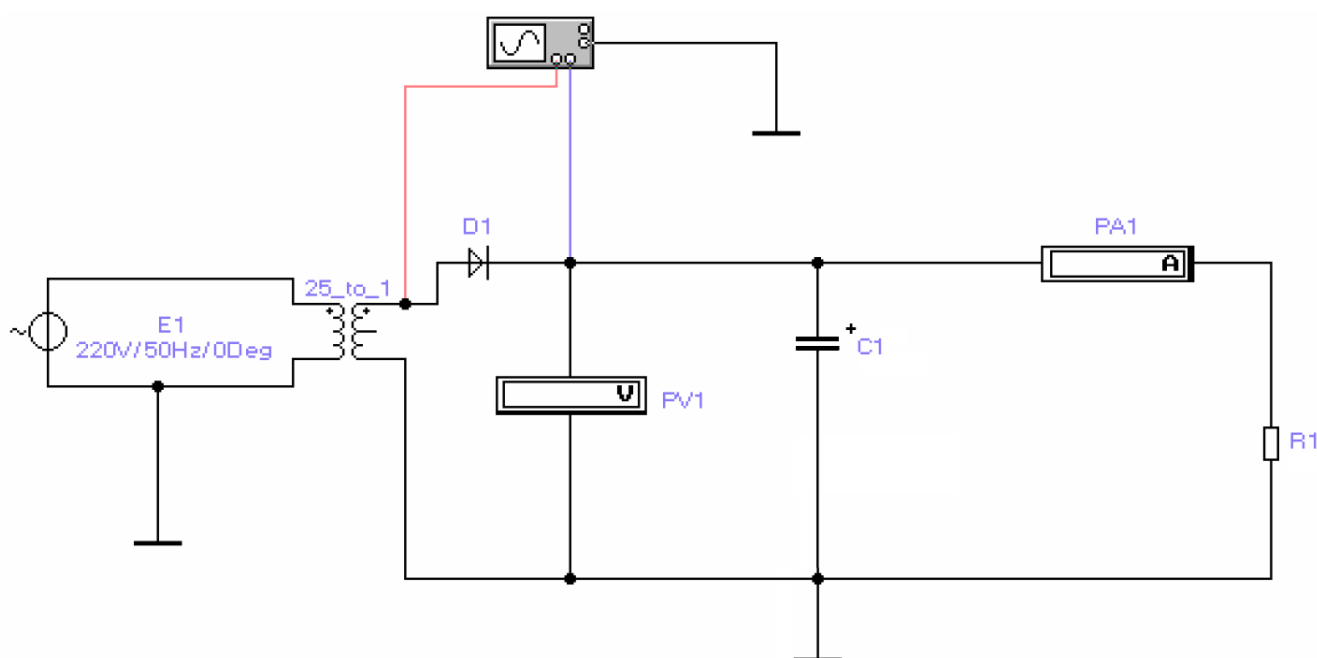 D1
PA1
A
25_to_1
~
E1
220V/50Hz/0Deg
+
C1
V
PV1
R1